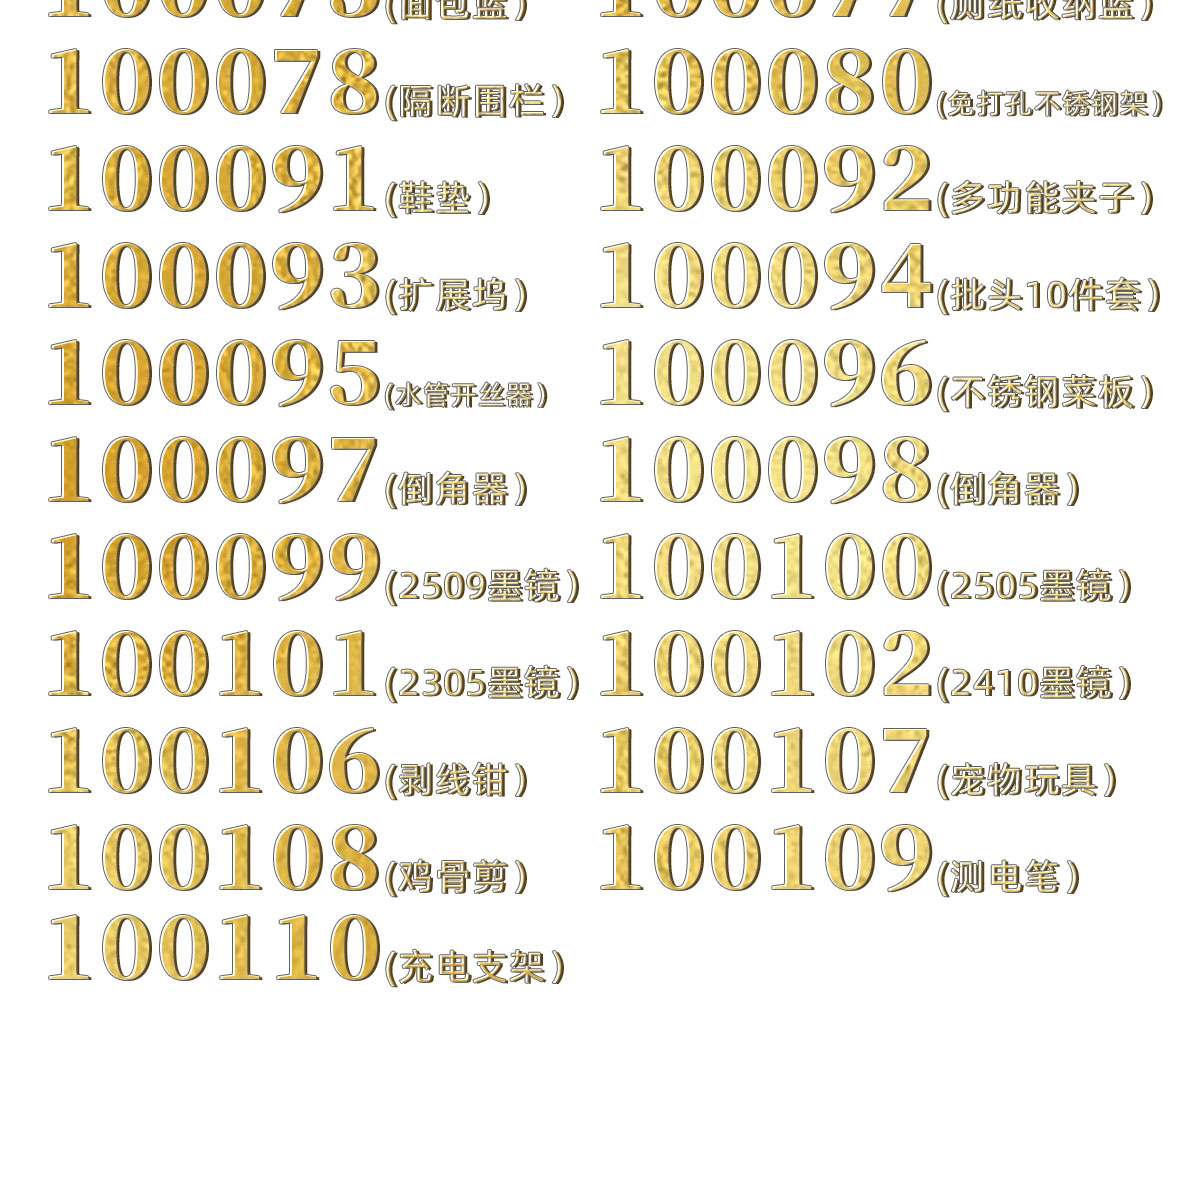 100078(隔断围栏) 100080(免打孔不锈钢架)
100091(鞋垫) 100092(多功能夹子)
100093(扩展坞) 100094(批头10件套)
100095(水管开丝器) 100096(不锈钢菜板)
100097(倒角器) 100098(倒角器)
100099(2509墨镜) 100100(2505墨镜)
100101(2305墨镜) 100102(2410墨镜)
100106(剥线钳) 100107(宠物玩具)
100108(鸡骨剪) 100109(测电笔)
100110(充电支架)